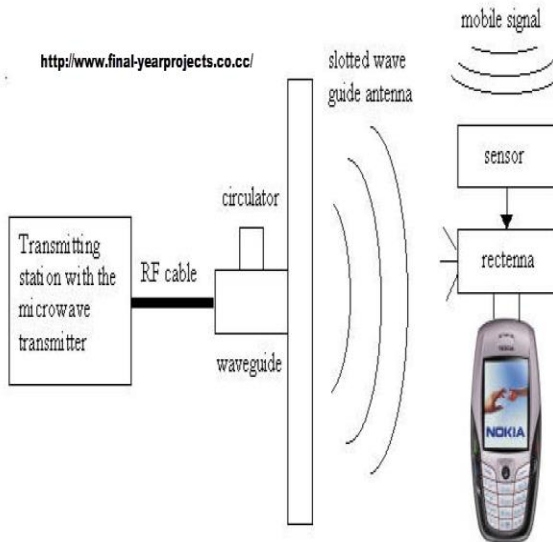 http://www.final-yearprojects.co.cc/
mobile signal
slotted wave
guide antenna
sensor
circulator
Transmitting
station with the
microwave
transmitter
RF cable
rectenna
waveguide
NOKIA
NOKIA